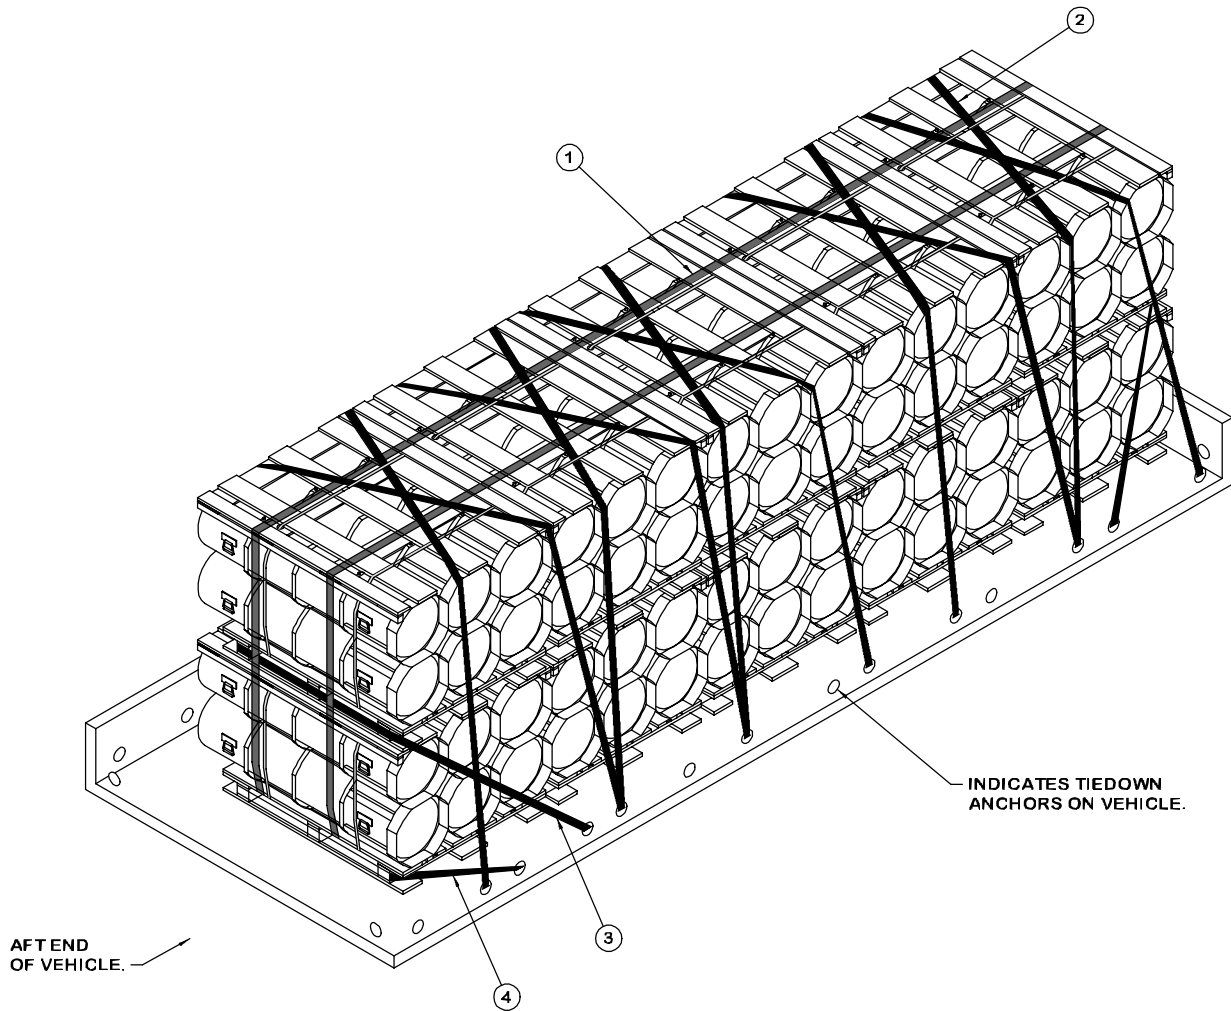 2
1
INDICATES TIEDOWN
ANCHORS ON VEHICLE.
3
AFT END
OF VEHICLE.
4